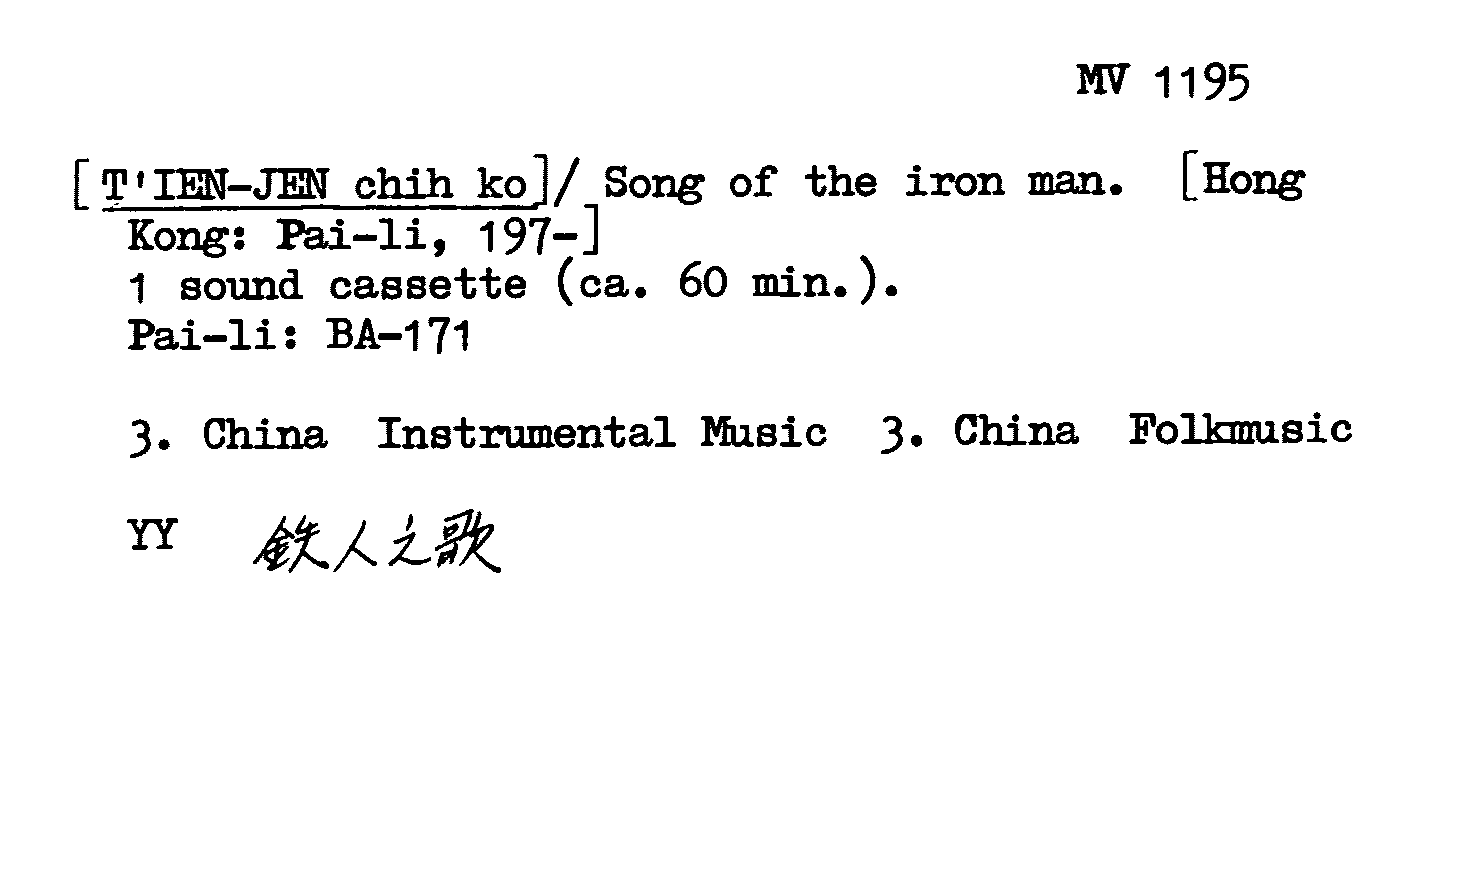 MV 1195
[T'IEN-JEN chih ko]/ Song of the iron man. [Hong
Kong: Pai-li, 197-]
1 sound cassette (ca. 60 min.).
Pai-li: BA-171
3. China Instrumental Music 3. China Folkmusic
YY 鉄人之歌